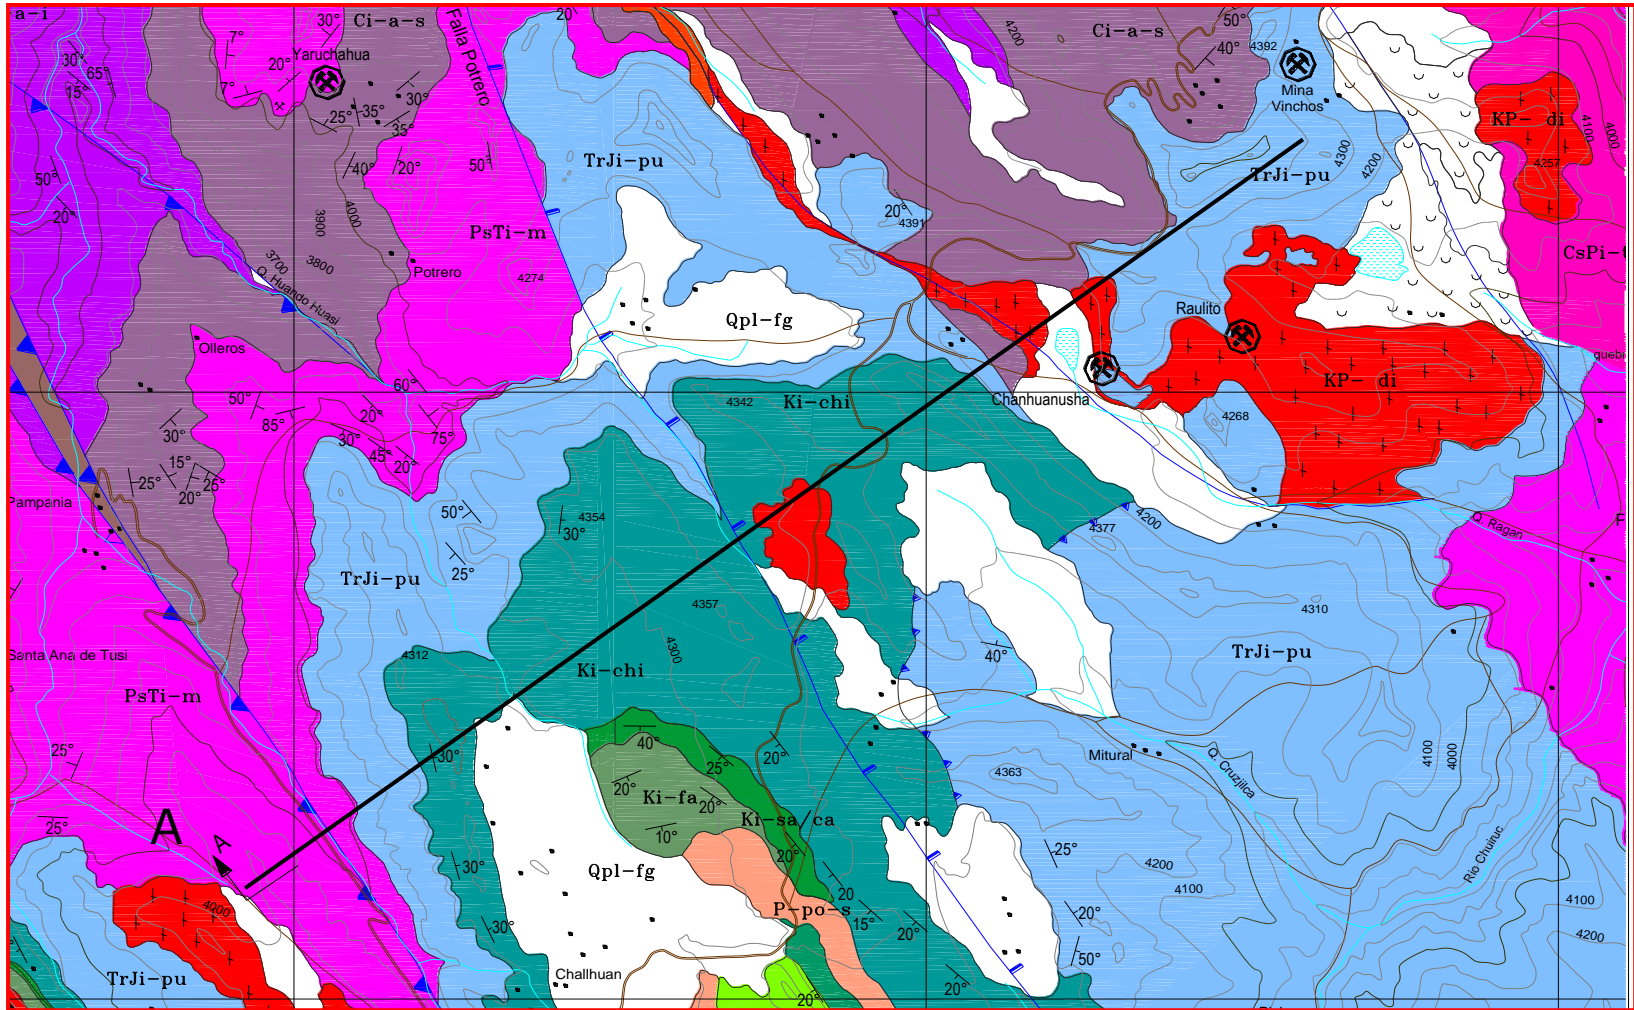 a-i
30°
Ci-a-s
20°
4200
50°
7°
Falla Potrero
Ci-a-s
40°
4392
30°
65°
15°
Yaruchahua
20°
7°
Mina
Vinchos
25°
35°
30°
35°
KP- di
4100
4000
50°
40°
20°
50°
TrJi-pu
4300
4200
4257
TrJi-pu
20°
3900
4000
20°
4391
PsTi-m
3700
3800
Potrero
4274
Q. Huando Huasi
Qpl-fg
Raulito
Olleros
60°
KP- di
50°
85°
20°
4342
Ki-chi
Chanhuanusha
4268
30°
30°
75°
45°
20°
15°
25°
20°
25°
Pampania
50°
4354
30°
4200
4377
Q. Ragan
TrJi-pu
25°
4357
4310
4312
Santa Ana de Tusi
4300
Ki-chi
40°
TrJi-pu
PsTi-m
25°
30°
40°
20°
Mitural
4100
4000
Q. Cruzjilca
25°
4363
20°
Ki-fa
20°
Ki-sa/ca
A
A
25°
10°
20°
25°
4200
Rio Chuiruc
30°
Qpl-fg
4100
20
4000
P-po-s
15°
20°
20°
4100
30°
4200
50°
TrJi-pu
Challhuan
20°
20°